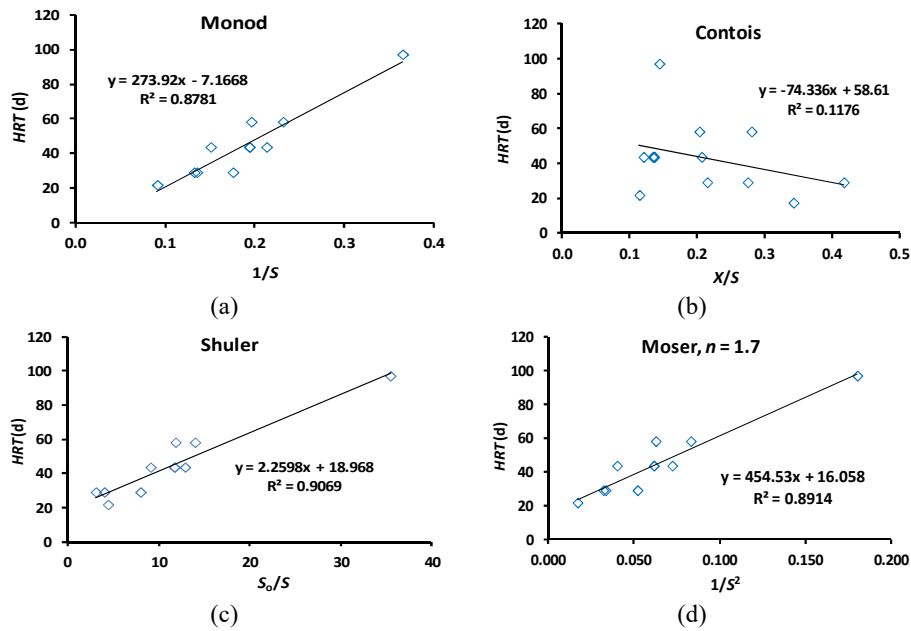 Monod
HRT (d)
120
100
80
60
40
20
0
y = 273.92x - 7.1668
R² = 0.8781
0.0 0.1 0.2 0.3 0.4
1/S
(a)
Contois
HRT (d)
120
100
80
60
40
20
0
y = -74.336x + 58.61
R² = 0.1176
0.0 0.1 0.2 0.3 0.4 0.5
X/S
(b)
Shuler
HRT (d)
120
100
80
60
40
20
0
y = 2.2598x + 18.968
R² = 0.9069
0 10 20 30 40
Sₒ/S
(c)
Moser, n = 1.7
HRT (d)
120
100
80
60
40
20
0
y = 454.53x + 16.058
R² = 0.8914
0.000 0.050 0.100 0.150 0.200
1/S²
(d)